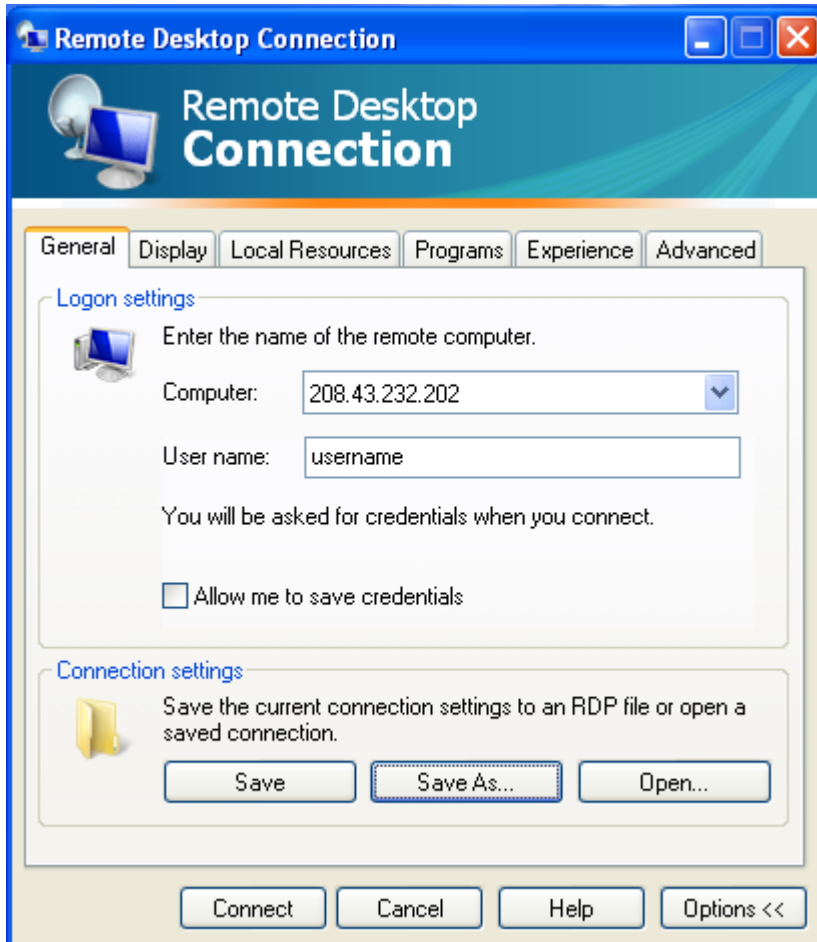 Remote Desktop Connection
Remote Desktop
Connection
General Display Local Resources Programs Experience Advanced
Logon settings
Enter the name of the remote computer.
Computer: 208.43.232.202
User name: username
You will be asked for credentials when you connect.
Allow me to save credentials
Connection settings
Save the current connection settings to an RDP file or open a
saved connection.
Save Save As... Open...
Connect Cancel Help Options <<